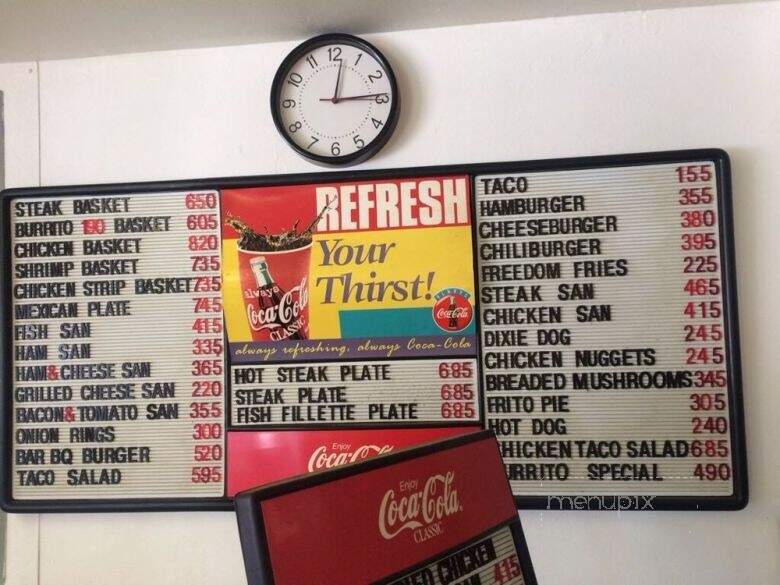 12
1
2
3
4
5
6
7
8
9
10
11
STEAK BASKET 650
BURRITO 190 BASKET 605
CHICKEN BASKET 820
SHRIMP BASKET 735
CHICKEN STRIP BASKET 735
MEXICAN PLATE 745
FISH SAN 415
HAM SAN 335
HAM&CHEESE SAN 365
GRILLED CHEESE SAN 220
BACON&TOMATO SAN 355
ONION RINGS 300
BAR BQ BURGER 520
TACO SALAD 595
REFRESH
Your
Thirst!
always
Coca-Cola
CLASSIC
ALWAYS
Coca-Cola
always refreshing, always Coca-Cola
HOT STEAK PLATE 685
STEAK PLATE 685
FISH FILLETTE PLATE 685
Enjoy
Coca-Co
Enjoy
Coca-Cola
CLASSIC
CHICKEN
415
TACO 155
HAMBURGER 355
CHEESEBURGER 380
CHILIBURGER 395
FREEDOM FRIES 225
STEAK SAN 465
CHICKEN SAN 415
DIXIE DOG 245
CHICKEN NUGGETS 245
BREADED MUSHROOMS 345
FRITO PIE 305
HOT DOG 240
HICKEN TACO SALAD 685
URRITO SPECIAL 490
menupix